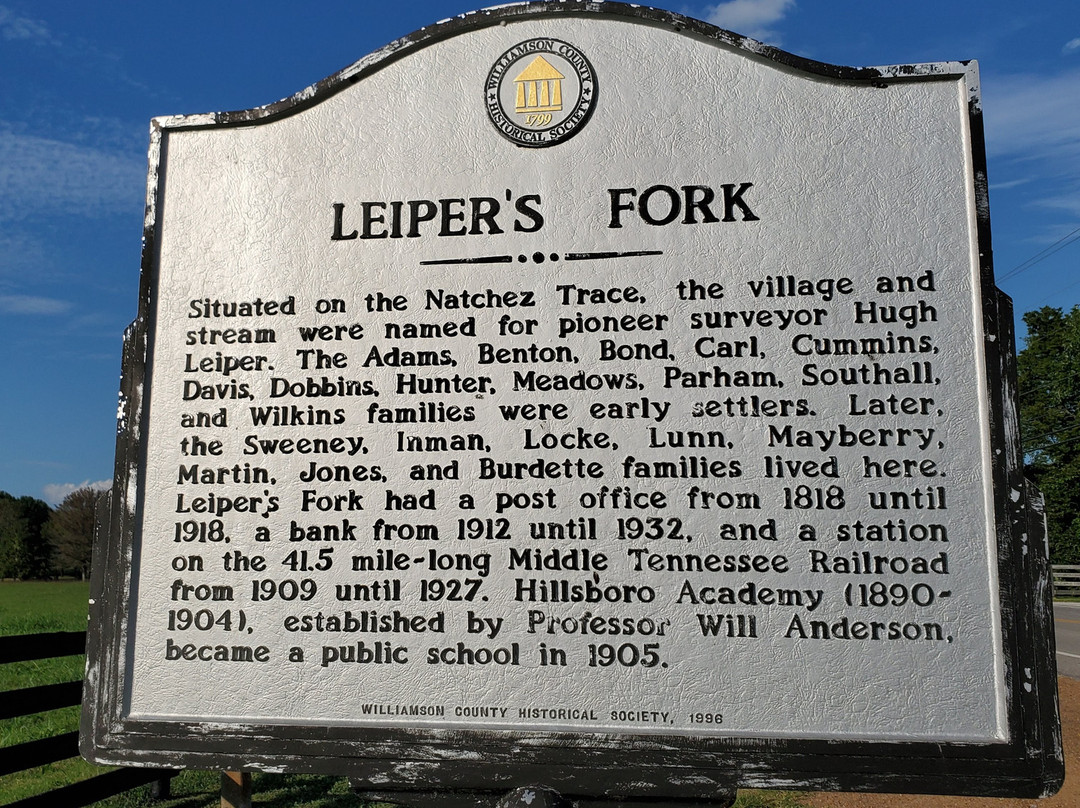 WILLIAMSON COUNTY
1799
HISTORICAL SOCIETY
LEIPER'S FORK
Situated on the Natchez Trace, the village and
stream were named for pioneer surveyor Hugh
Leiper. The Adams, Benton, Bond, Carl, Cummins,
Davis, Dobbins, Hunter, Meadows, Parham, Southall,
and Wilkins families were early settlers. Later,
the Sweeney, Inman, Locke, Lunn, Mayberry,
Martin, Jones, and Burdette families lived here.
Leiper's Fork had a post office from 1818 until
1918, a bank from 1912 until 1932, and a station
on the 41.5 mile-long Middle Tennessee Railroad
from 1909 until 1927. Hillsboro Academy (1890-
1904), established by Professor Will Anderson,
became a public school in 1905.
WILLIAMSON COUNTY HISTORICAL SOCIETY, 1996